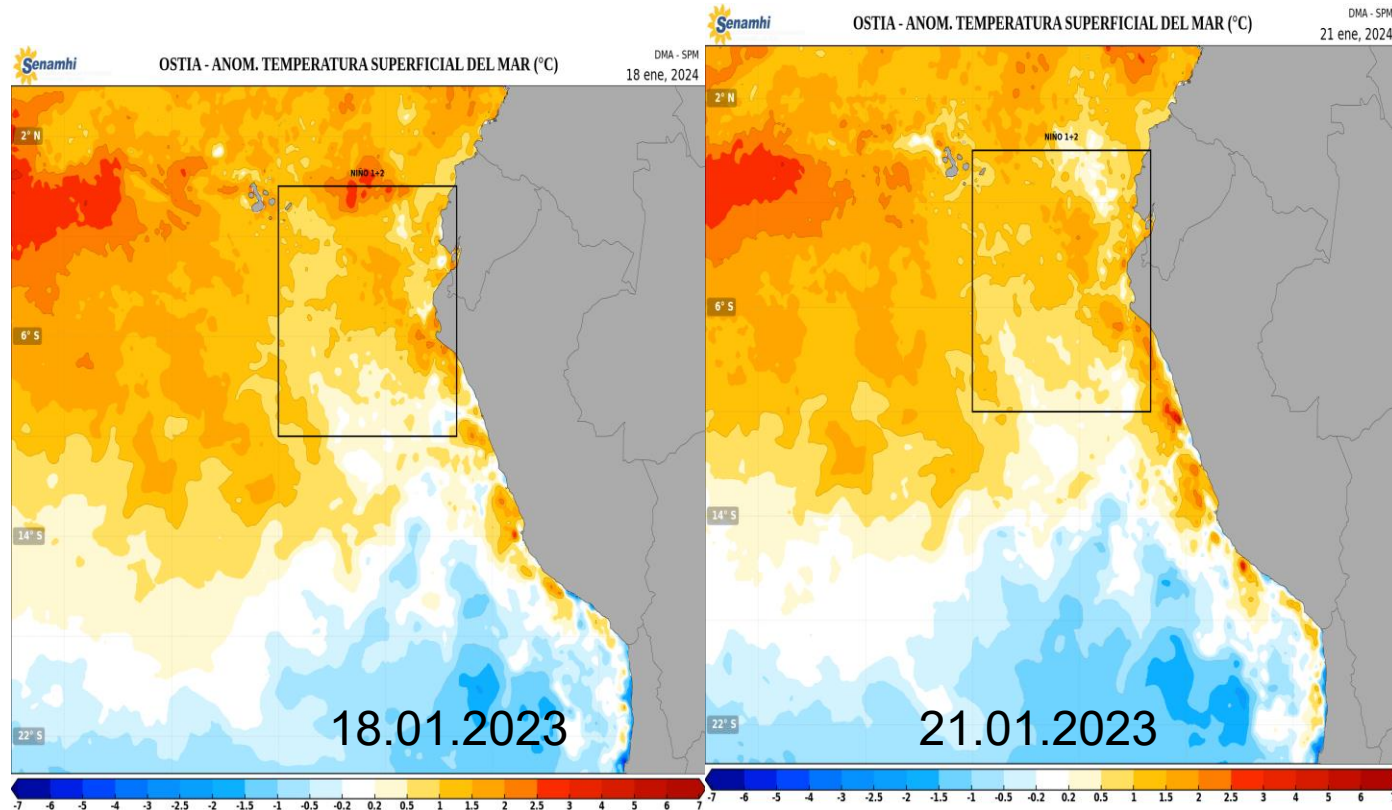 Senamhi
OSTIA - ANOM. TEMPERATURA SUPERFICIAL DEL MAR (°C)
DMA - SPM
18 ene, 2024
2° N
NIÑO 1+2
6° S
14° S
22° S
18.01.2023
-7 -6 -5 -4 -3 -2.5 -2 -1.5 -1 -0.5 -0.2 0.2 0.5 1 1.5 2 2.5 3 4 5 6 7
Senamhi
OSTIA - ANOM. TEMPERATURA SUPERFICIAL DEL MAR (°C)
DMA - SPM
21 ene, 2024
2° N
NIÑO 1+2
6° S
14° S
22° S
21.01.2023
-7 -6 -5 -4 -3 -2.5 -2 -1.5 -1 -0.5 -0.2 0.2 0.5 1 1.5 2 2.5 3 4 5 6